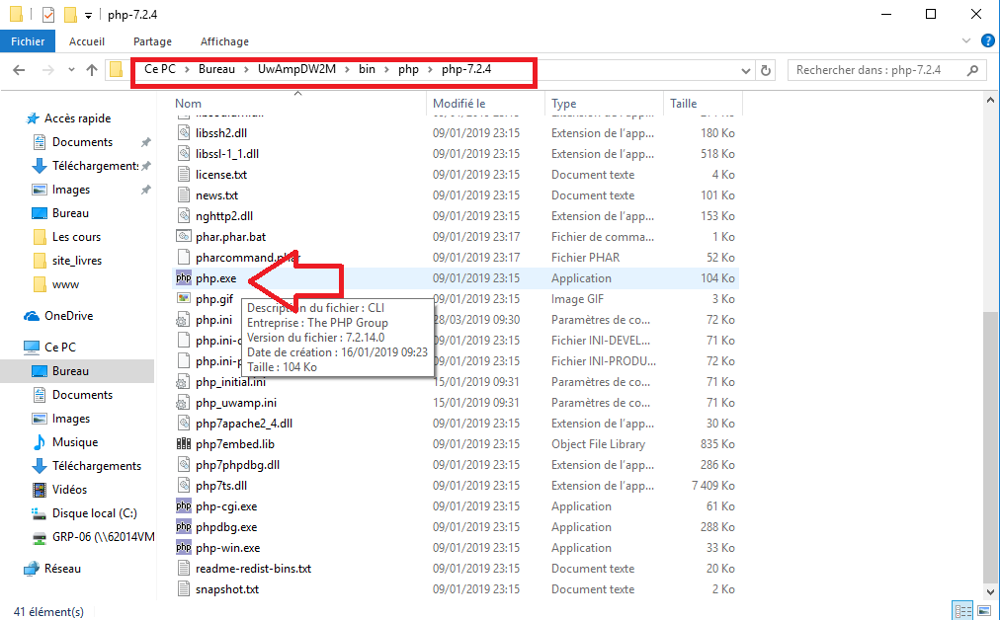 php-7.2.4
Fichier Accueil Partage Affichage
Ce PC > Bureau > UwAmpDW2M > bin > php > php-7.2.4
Rechercher dans : php-7.2.4
Accès rapide
Documents
Téléchargement
Images
Bureau
Les cours
site_livres
www
OneDrive
Ce PC
Bureau
Documents
Images
Musique
Téléchargements
Vidéos
Disque local (C:)
GRP-06 (\\62014VM
Réseau
Nom Modifié le Type Taille
libssh2.dll 09/01/2019 23:15 Extension de l'app... 180 Ko
libssl-1_1.dll 09/01/2019 23:15 Extension de l'app... 518 Ko
license.txt 09/01/2019 23:15 Document texte 4 Ko
news.txt 09/01/2019 23:15 Document texte 101 Ko
nghttp2.dll 09/01/2019 23:15 Extension de l'app... 153 Ko
phar.phar.bat 09/01/2019 23:17 Fichier de comma... 1 Ko
pharcommand.phar 09/01/2019 23:17 Fichier PHAR 52 Ko
php php.exe 09/01/2019 23:15 Application 104 Ko
php.gif 09/01/2019 23:15 Image GIF 3 Ko
php.ini 28/03/2019 09:30 Paramètres de co... 72 Ko
php.ini- 09/01/2019 23:15 Fichier INI-DEVEL... 71 Ko
php.ini-p 09/01/2019 23:15 Fichier INI-PRODU... 72 Ko
php_initial.ini 15/01/2019 09:31 Paramètres de co... 71 Ko
php_uwamp.ini 15/01/2019 09:31 Paramètres de co... 71 Ko
php7apache2_4.dll 09/01/2019 23:15 Extension de l'app... 30 Ko
php7embed.lib 09/01/2019 23:15 Object File Library 835 Ko
php7phpdbg.dll 09/01/2019 23:15 Extension de l'app... 286 Ko
php7ts.dll 09/01/2019 23:15 Extension de l'app... 7 409 Ko
php php-cgi.exe 09/01/2019 23:15 Application 61 Ko
php phpdbg.exe 09/01/2019 23:15 Application 288 Ko
php php-win.exe 09/01/2019 23:15 Application 33 Ko
readme-redist-bins.txt 09/01/2019 23:15 Document texte 20 Ko
snapshot.txt 09/01/2019 23:15 Document texte 2 Ko
Description du fichier : CLI
Entreprise : The PHP Group
Version du fichier : 7.2.14.0
Date de création : 16/01/2019 09:23
Taille : 104 Ko
41 élément(s)